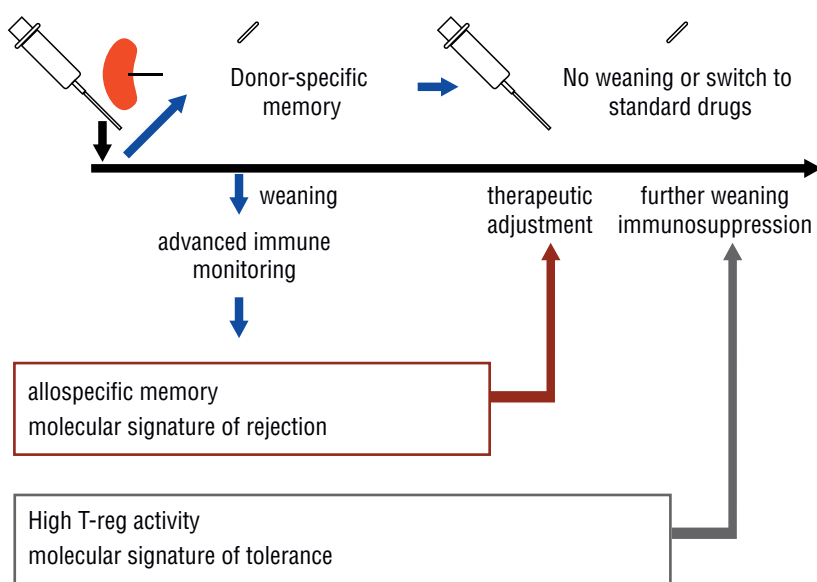 Donor-specific
memory
No weaning or switch to
standard drugs
weaning
advanced immune
monitoring
therapeutic
adjustment
further weaning
immunosuppression
allospecific memory
molecular signature of rejection
High T-reg activity
molecular signature of tolerance